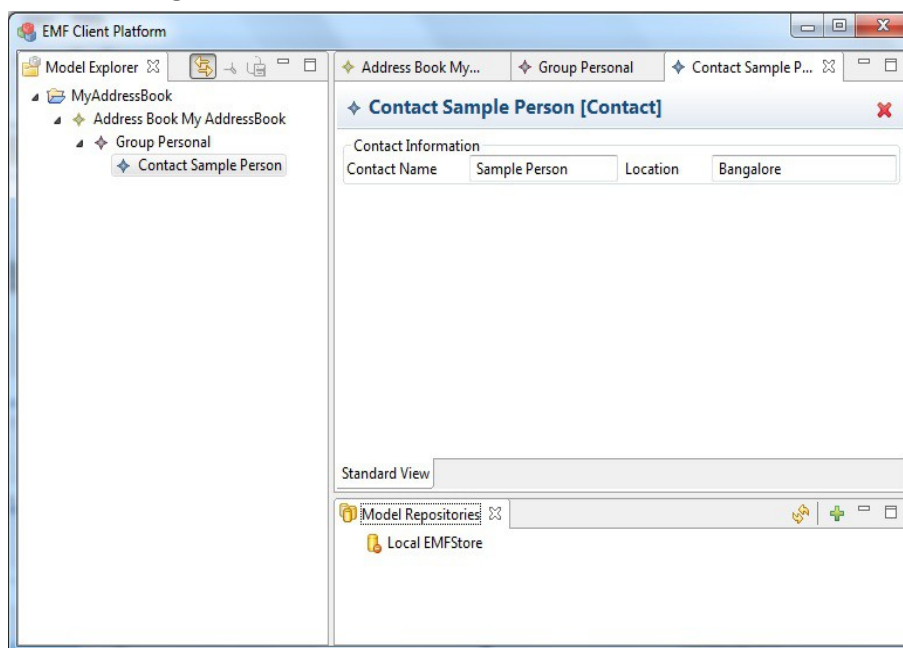 EMF Client Platform
Model Explorer
MyAddressBook
Address Book My AddressBook
Group Personal
Contact Sample Person
Address Book My... Group Personal Contact Sample P...
Contact Sample Person [Contact]
Contact Information
Contact Name Sample Person Location Bangalore
Standard View
Model Repositories
Local EMFStore